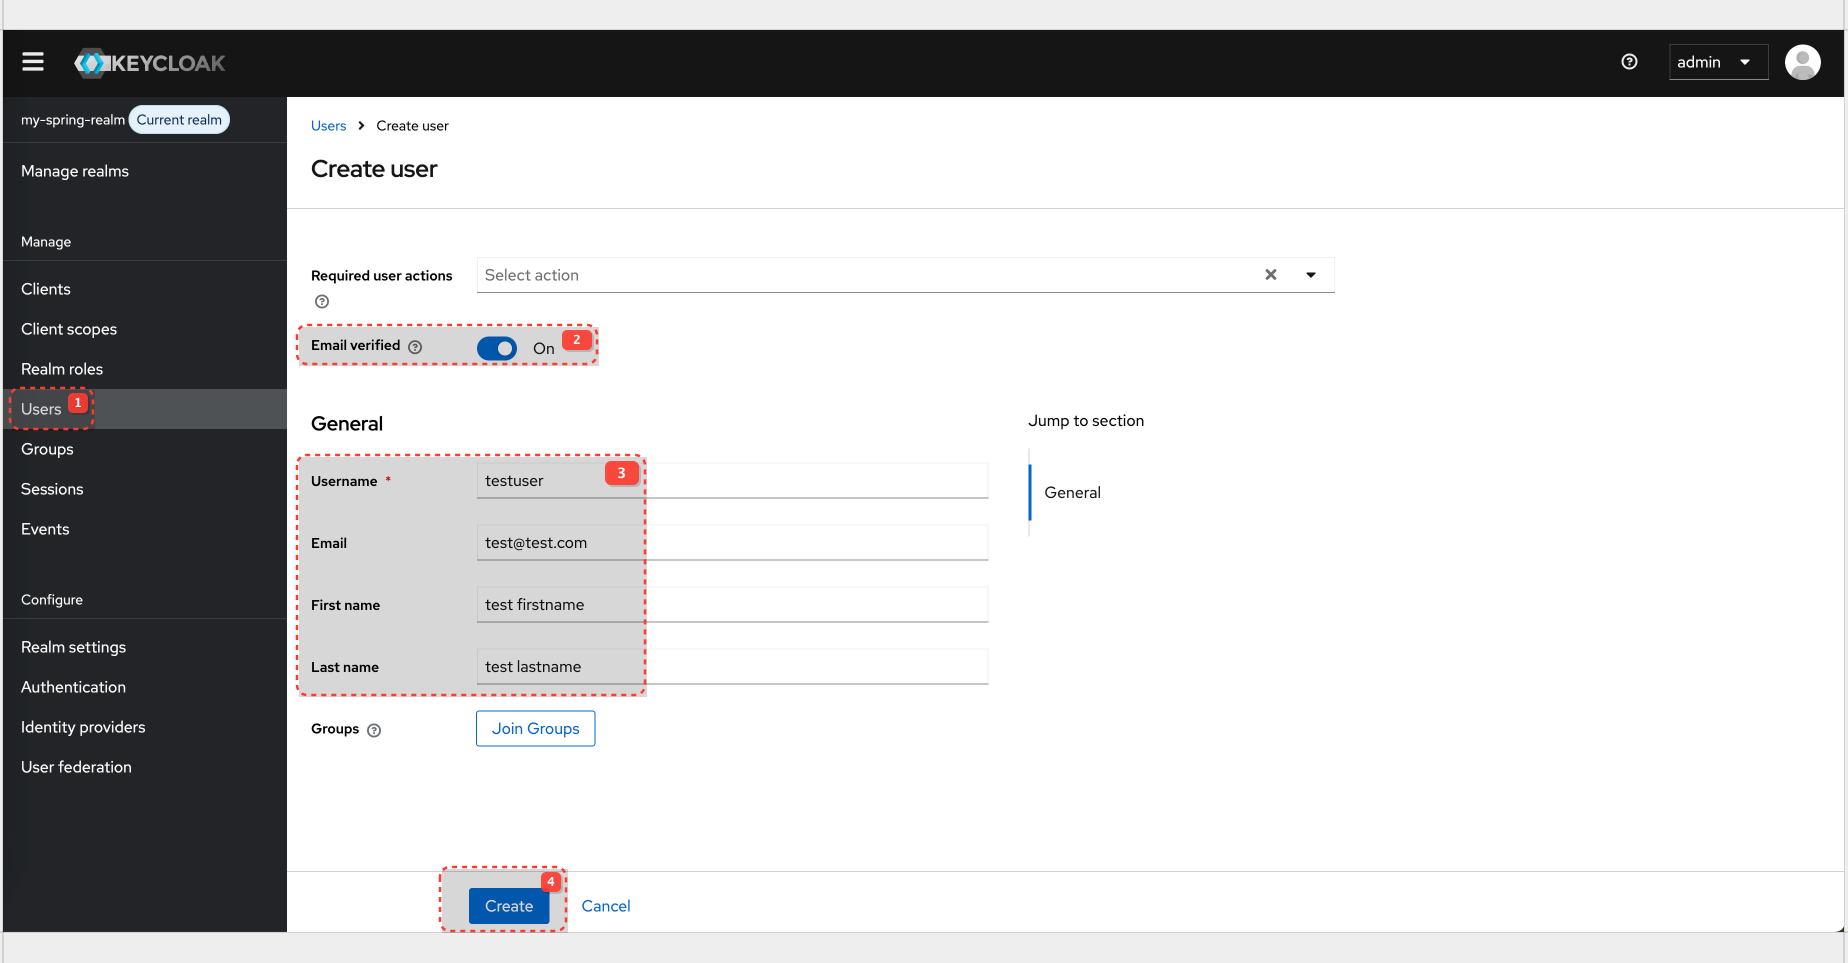 KEYCLOAK
admin
my-spring-realm Current realm
Manage realms
Manage
Clients
Client scopes
Realm roles
Users 1
Groups
Sessions
Events
Configure
Realm settings
Authentication
Identity providers
User federation
Users > Create user
Create user
Required user actions ?
Select action
Email verified ? On 2
General
Username * testuser 3
Email test@test.com
First name test firstname
Last name test lastname
Groups ? Join Groups
Jump to section
General
Create 4 Cancel